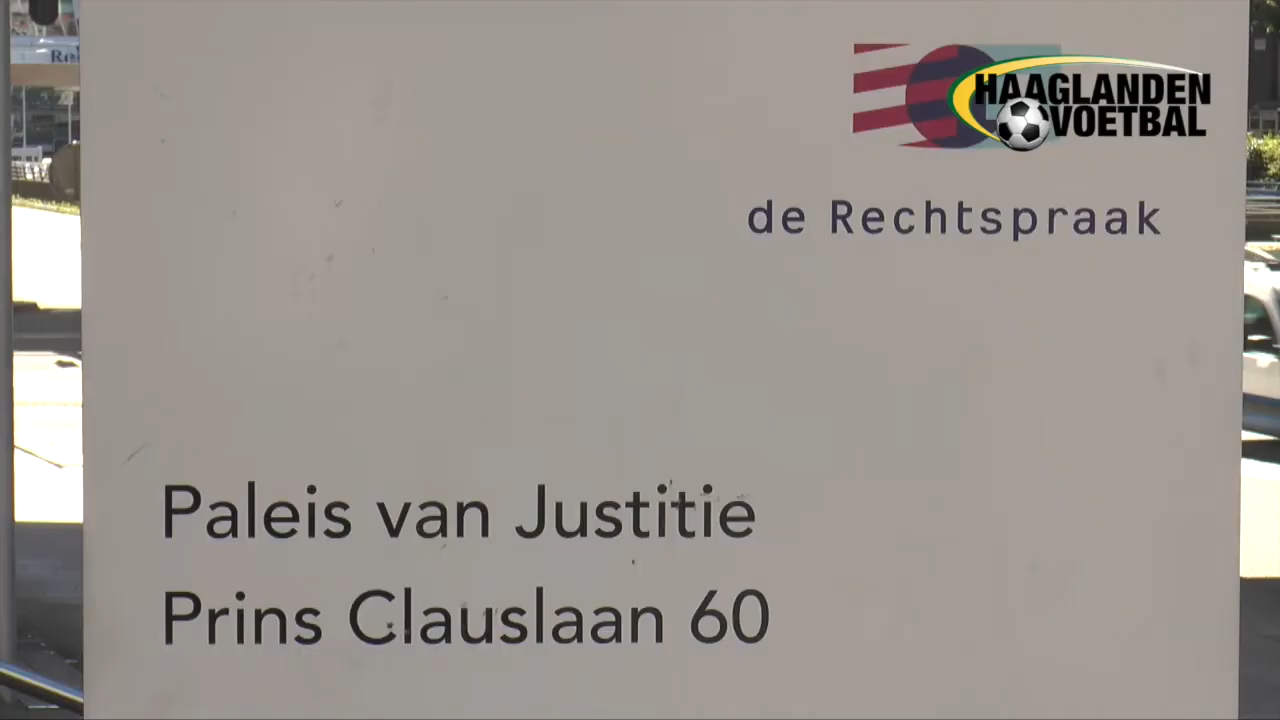 HAAGLANDEN
VOETBAL
de Rechtspraak
Paleis van Justitie
Prins Clauslaan 60